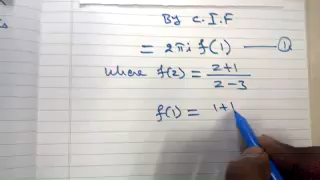 By C.I.F
= 2πi f(1) — ①
where f(z) = z+1 / z-3
f(1) = 1+1